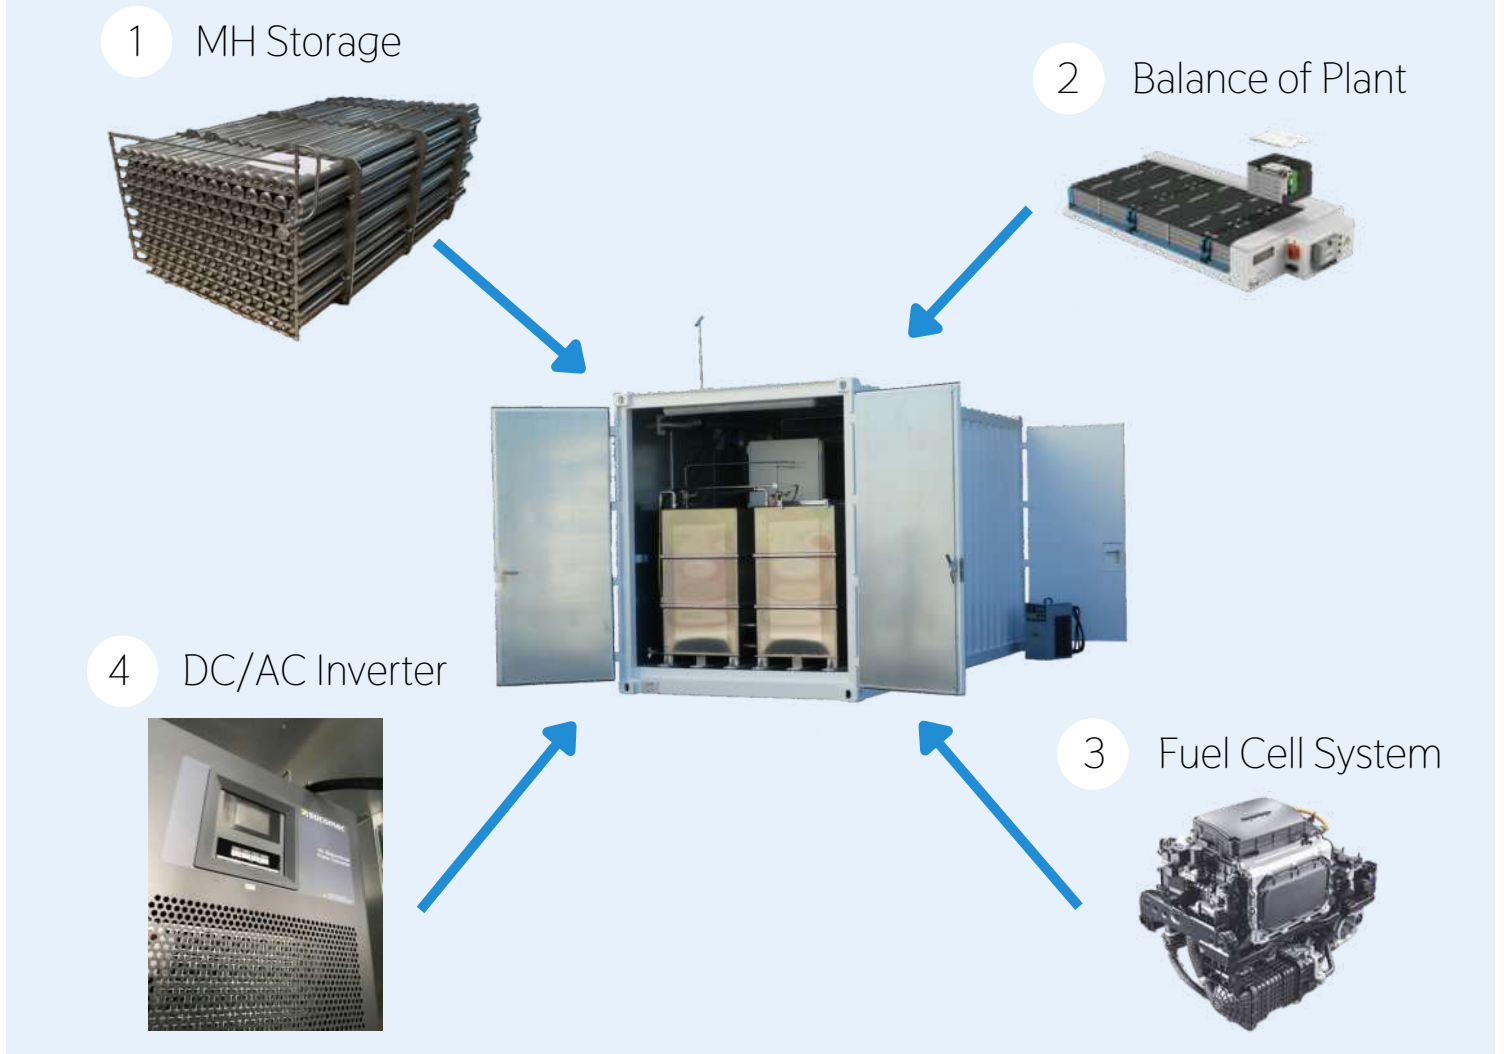 1 MH Storage
2 Balance of Plant
4 DC/AC Inverter
3 Fuel Cell System